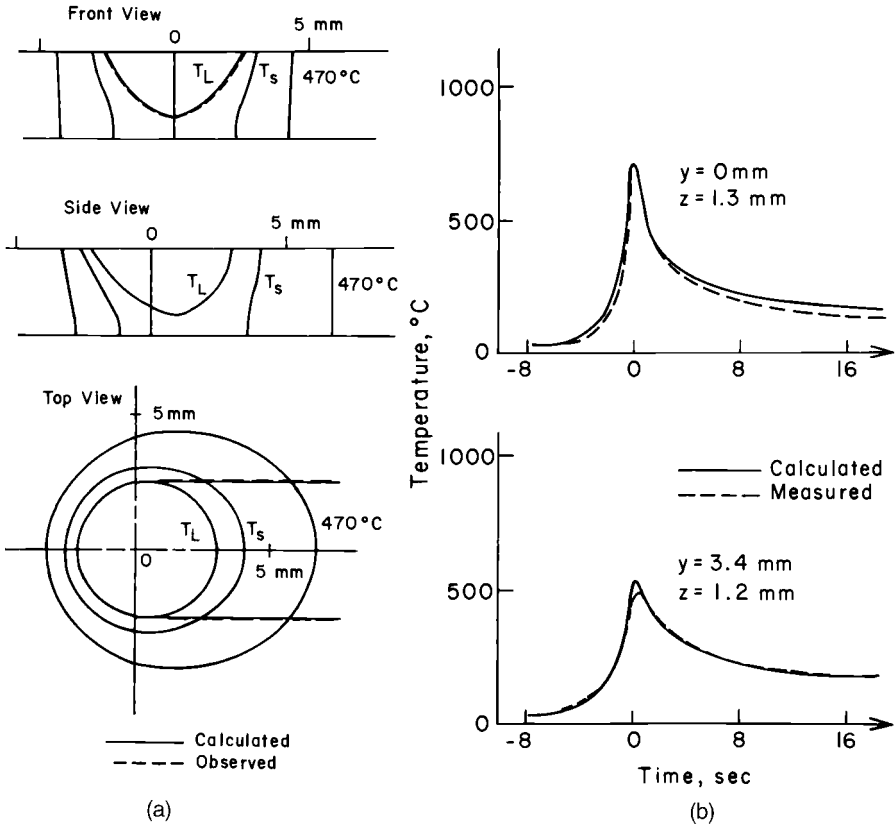 Front View
0
5 mm
T_L
T_s
470°C
Side View
0
5 mm
T_L
T_s
470°C
Top View
5 mm
T_L
T_s
470°C
0
5 mm
Calculated
Observed
(a)
Temperature, °C
1000
500
0
y = 0 mm
z = 1.3 mm
-8
0
8
16
1000
500
0
Calculated
Measured
y = 3.4 mm
z = 1.2 mm
-8
0
8
16
Time, sec
(b)